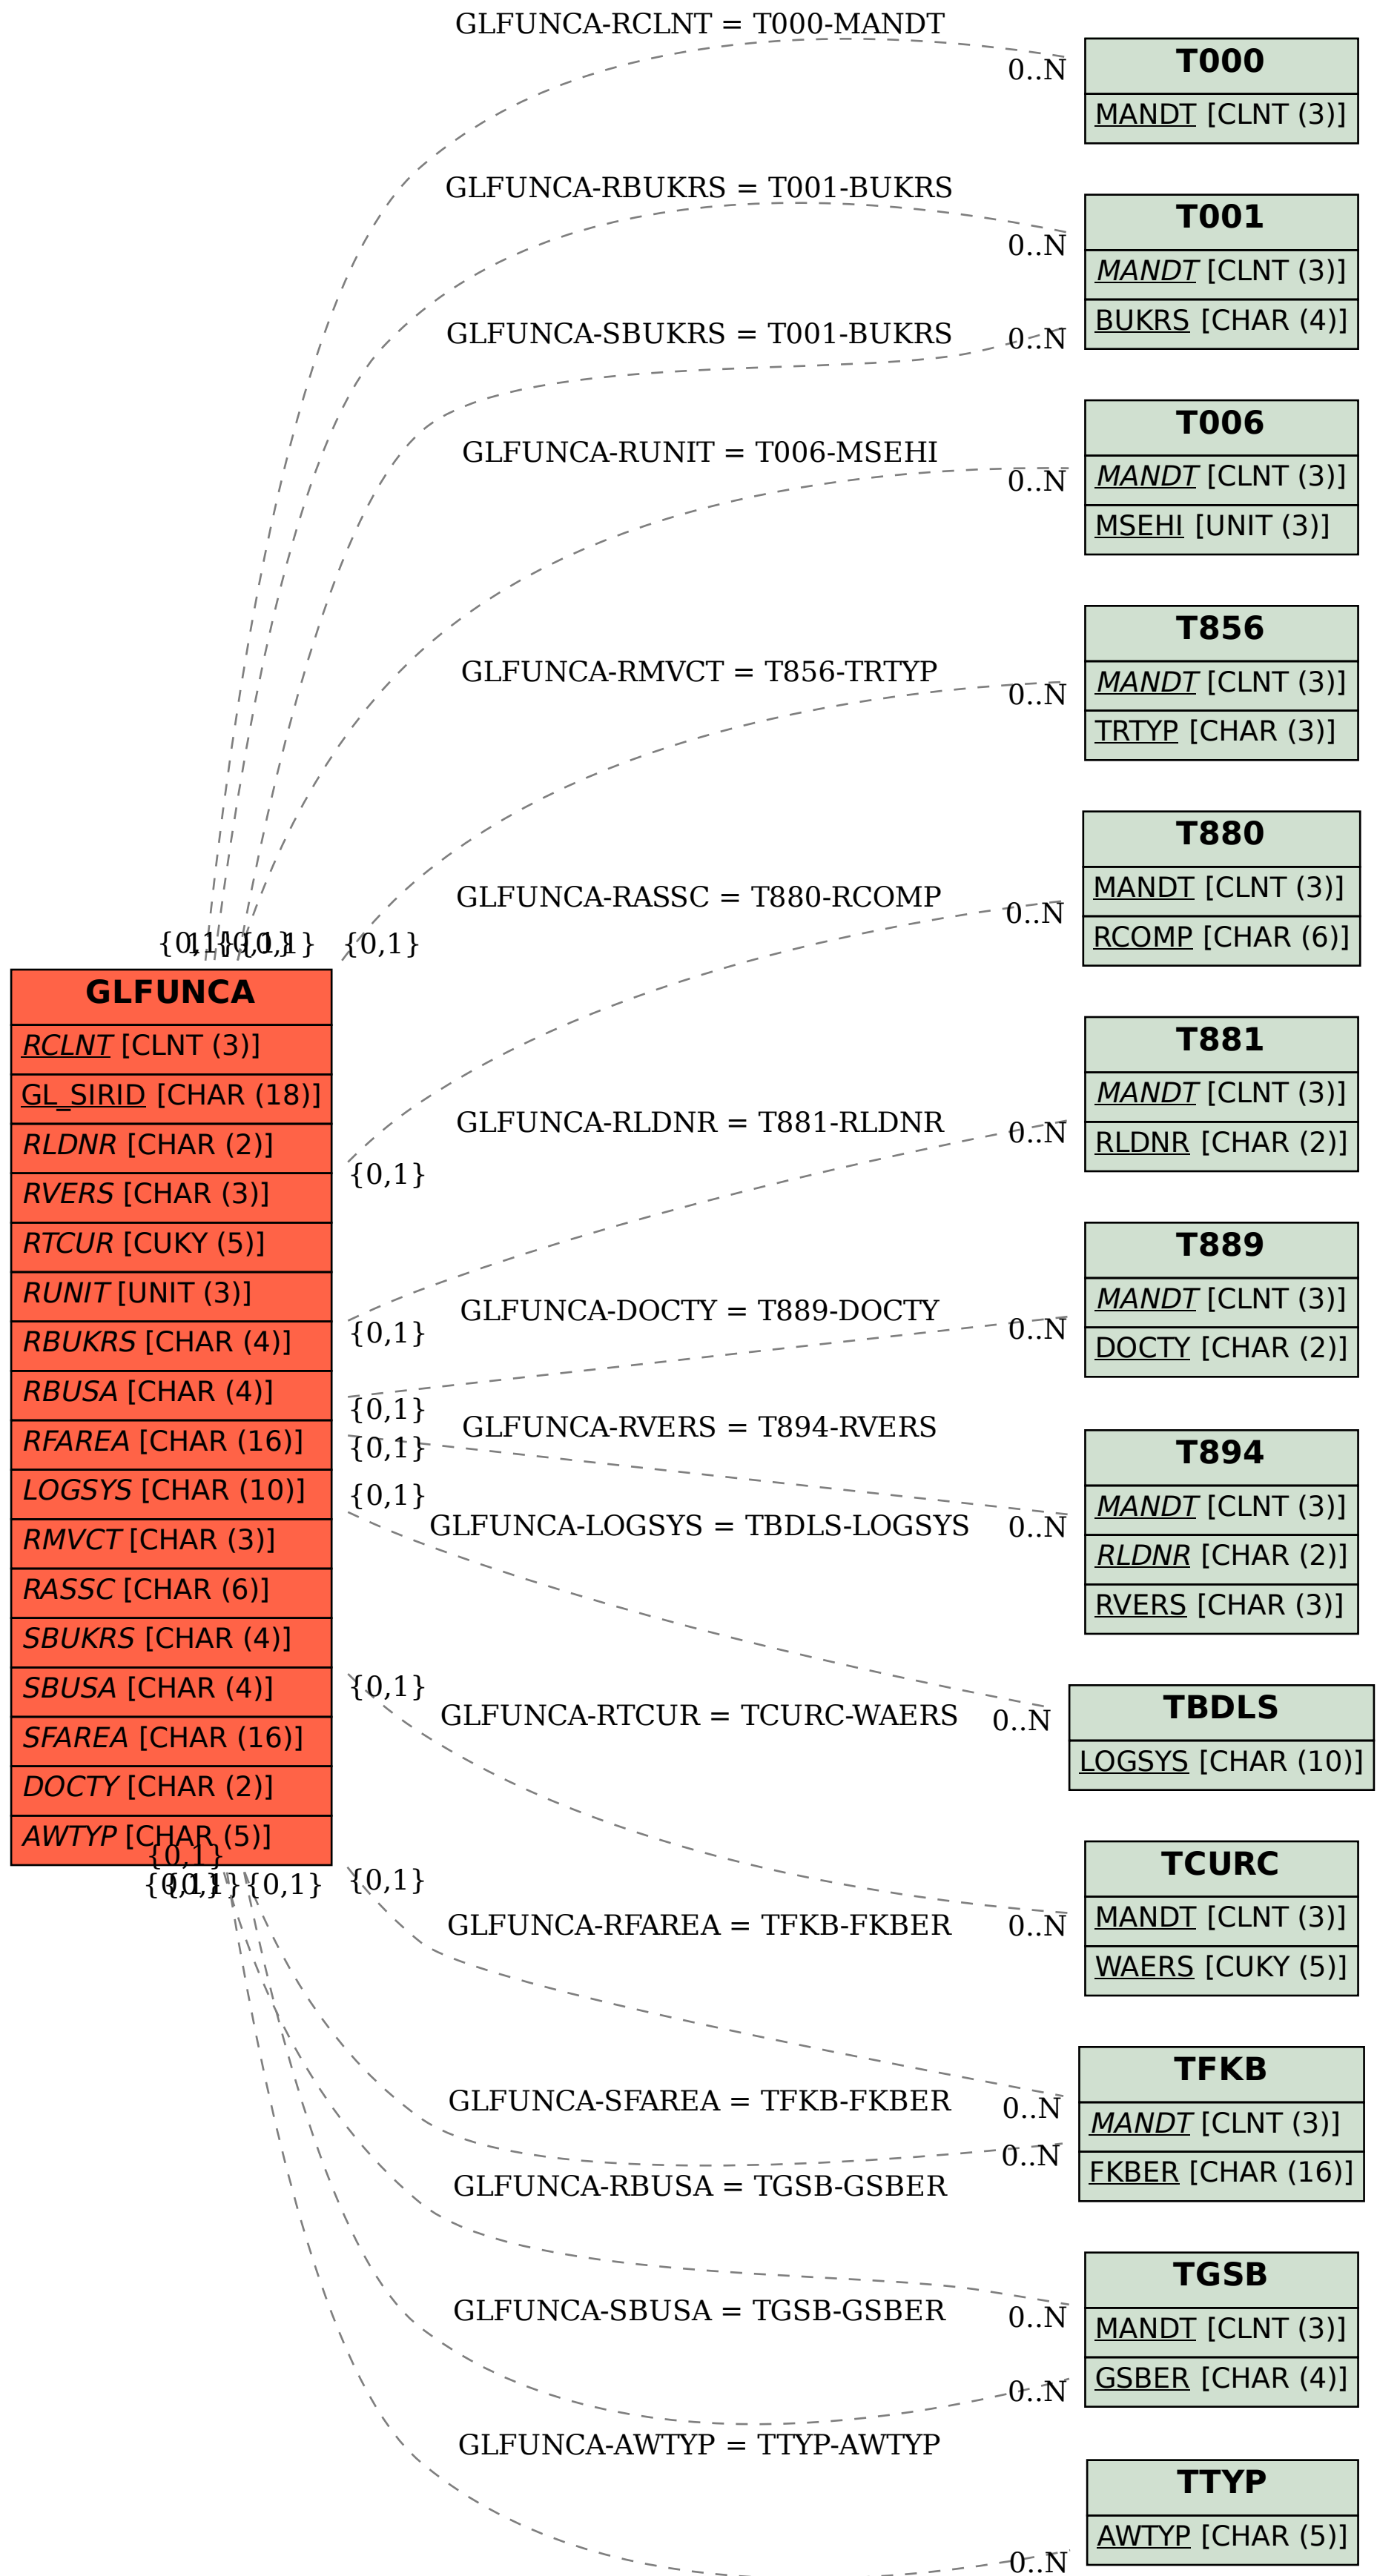 GLFUNCA-RCLNT = T000-MANDT
0..N
T000
MANDT [CLNT (3)]
GLFUNCA-RBUKRS = T001-BUKRS
0..N
T001
MANDT [CLNT (3)]
BUKRS [CHAR (4)]
GLFUNCA-SBUKRS = T001-BUKRS
0..N
GLFUNCA-RUNIT = T006-MSEHI
0..N
T006
MANDT [CLNT (3)]
MSEHI [UNIT (3)]
GLFUNCA-RMVCT = T856-TRTYP
0..N
T856
MANDT [CLNT (3)]
TRTYP [CHAR (3)]
GLFUNCA-RASSC = T880-RCOMP
0..N
T880
MANDT [CLNT (3)]
RCOMP [CHAR (6)]
{0,1}
GLFUNCA
RCLNT [CLNT (3)]
GL_SIRID [CHAR (18)]
RLDNR [CHAR (2)]
RVERS [CHAR (3)]
RTCUR [CUKY (5)]
RUNIT [UNIT (3)]
RBUKRS [CHAR (4)]
RBUSA [CHAR (4)]
RFAREA [CHAR (16)]
LOGSYS [CHAR (10)]
RMVCT [CHAR (3)]
RASSC [CHAR (6)]
SBUKRS [CHAR (4)]
SBUSA [CHAR (4)]
SFAREA [CHAR (16)]
DOCTY [CHAR (2)]
AWTYP [CHAR (5)]
{0,1}
{0,1}
{0,1}
GLFUNCA-RLDNR = T881-RLDNR
0..N
{0,1}
T881
MANDT [CLNT (3)]
RLDNR [CHAR (2)]
GLFUNCA-DOCTY = T889-DOCTY
0..N
{0,1}
T889
MANDT [CLNT (3)]
DOCTY [CHAR (2)]
GLFUNCA-RVERS = T894-RVERS
{0,1}
0..N
T894
MANDT [CLNT (3)]
RLDNR [CHAR (2)]
RVERS [CHAR (3)]
{0,1}
GLFUNCA-LOGSYS = TBDLS-LOGSYS
0..N
TBDLS
LOGSYS [CHAR (10)]
{0,1}
GLFUNCA-RTCUR = TCURC-WAERS
0..N
TCURC
MANDT [CLNT (3)]
WAERS [CUKY (5)]
{0,1}
GLFUNCA-RFAREA = TFKB-FKBER
0..N
TFKB
MANDT [CLNT (3)]
FKBER [CHAR (16)]
GLFUNCA-SFAREA = TFKB-FKBER
0..N
GLFUNCA-RBUSA = TGSB-GSBER
0..N
TGSB
MANDT [CLNT (3)]
GSBER [CHAR (4)]
GLFUNCA-SBUSA = TGSB-GSBER
0..N
GLFUNCA-AWTYP = TTYP-AWTYP
0..N
TTYP
AWTYP [CHAR (5)]